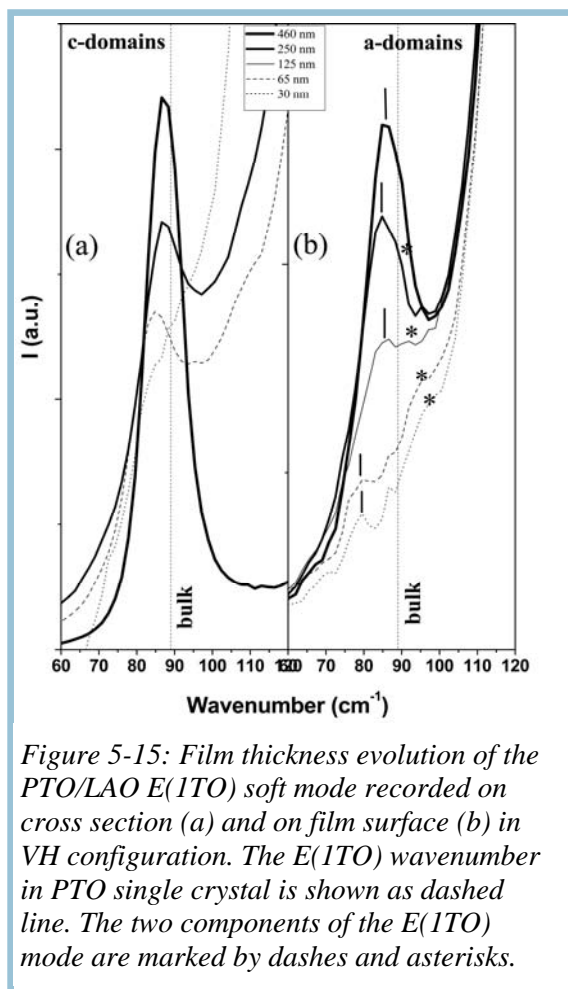 c-domains
460 nm
250 nm
125 nm
65 nm
30 nm
a-domains
(a)
(b)
*
*
*
*
I (a.u.)
bulk
bulk
60 70 80 90 100 110 120
60 70 80 90 100 110 120
Wavenumber (cm⁻¹)
Figure 5-15: Film thickness evolution of the
PTO/LAO E(1TO) soft mode recorded on
cross section (a) and on film surface (b) in
VH configuration. The E(1TO) wavenumber
in PTO single crystal is shown as dashed
line. The two components of the E(1TO)
mode are marked by dashes and asterisks.